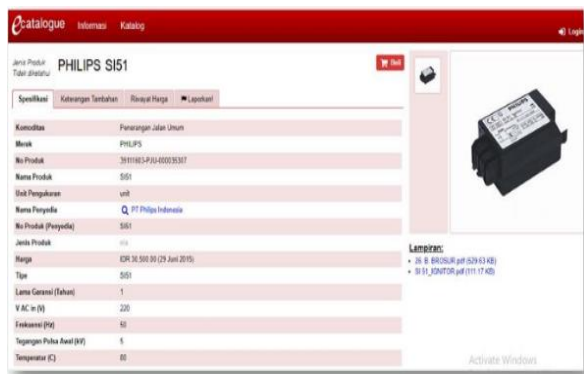 ecatalogue Informasi Katalog
Login
Jenis Produk
Tidak diketahui
PHILIPS SI51
Beli
Spesifikasi Keterangan Tambahan Riwayat Harga Laporkan!
Komoditas Penerangan Jalan Umum
Merek PHILIPS
No Produk
Nama Produk SI51
Unit Pengukuran unit
Nama Penyedia PT Philips Indonesia
No Produk (Penyedia) SI51
Jenis Produk n/a
Harga IDR 30,500.00 (29 Juni 2015)
Tipe SI51
Lama Garansi (Tahun) 1
V AC in (V) 220
Frekuensi (Hz) 50
Tegangan Pulsa Awal (kV) 5
Temperatur (C) 80
PHILIPS
Lampiran:
26. B. BROSUR.pdf (529.63 KB)
SI 51_IGNITOR.pdf (111.17 KB)
Activate Windows